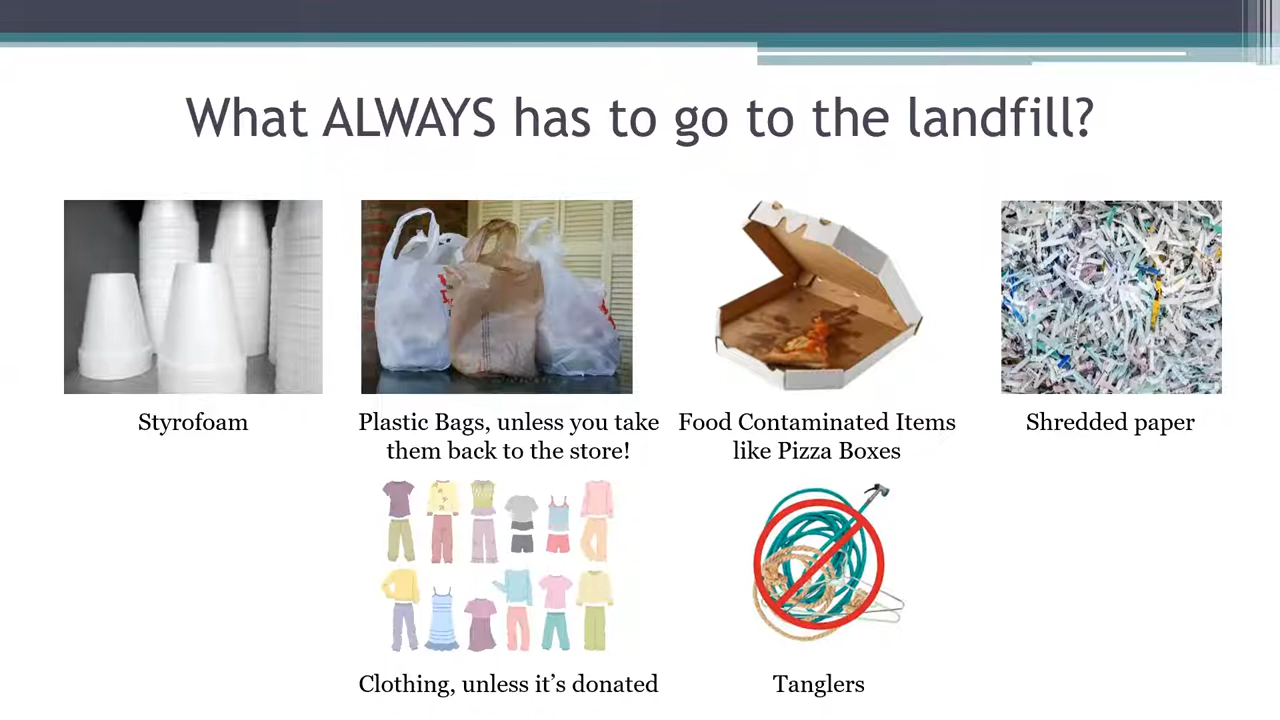 What ALWAYS has to go to the landfill?
Styrofoam
Plastic Bags, unless you take
them back to the store!
Food Contaminated Items
like Pizza Boxes
Shredded paper
Clothing, unless it’s donated
Tanglers